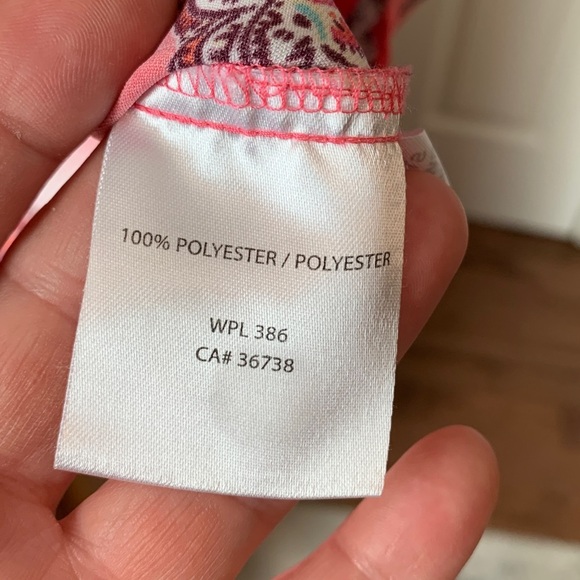 100% POLYESTER / POLYESTER
WPL 386
CA# 36738